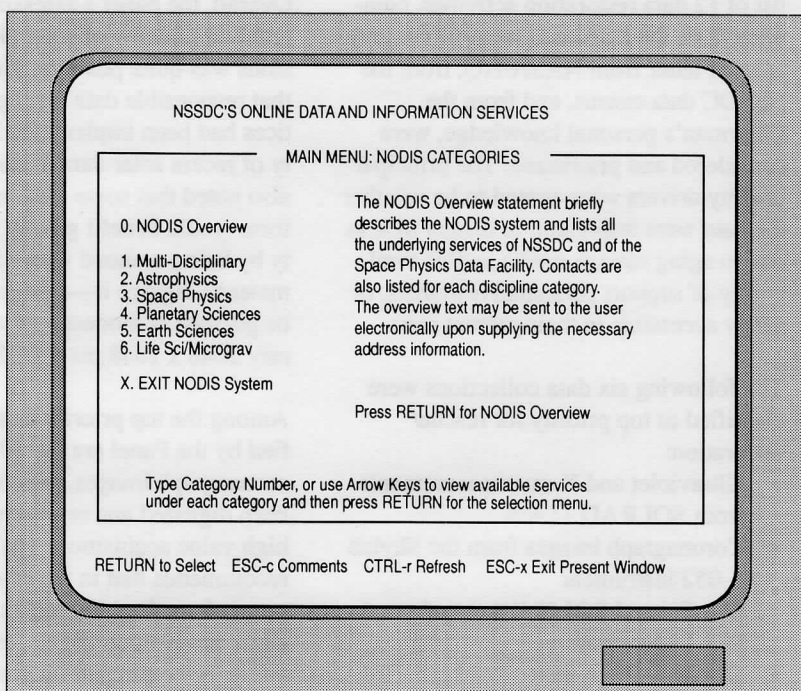 NSSDC'S ONLINE DATA AND INFORMATION SERVICES
MAIN MENU: NODIS CATEGORIES
0. NODIS Overview
1. Multi-Disciplinary
2. Astrophysics
3. Space Physics
4. Planetary Sciences
5. Earth Sciences
6. Life Sci/Micrograv
X. EXIT NODIS System
The NODIS Overview statement briefly
describes the NODIS system and lists all
the underlying services of NSSDC and of the
Space Physics Data Facility. Contacts are
also listed for each discipline category.
The overview text may be sent to the user
electronically upon supplying the necessary
address information.
Press RETURN for NODIS Overview
Type Category Number, or use Arrow Keys to view available services
under each category and then press RETURN for the selection menu.
RETURN to Select ESC-c Comments CTRL-r Refresh ESC-x Exit Present Window